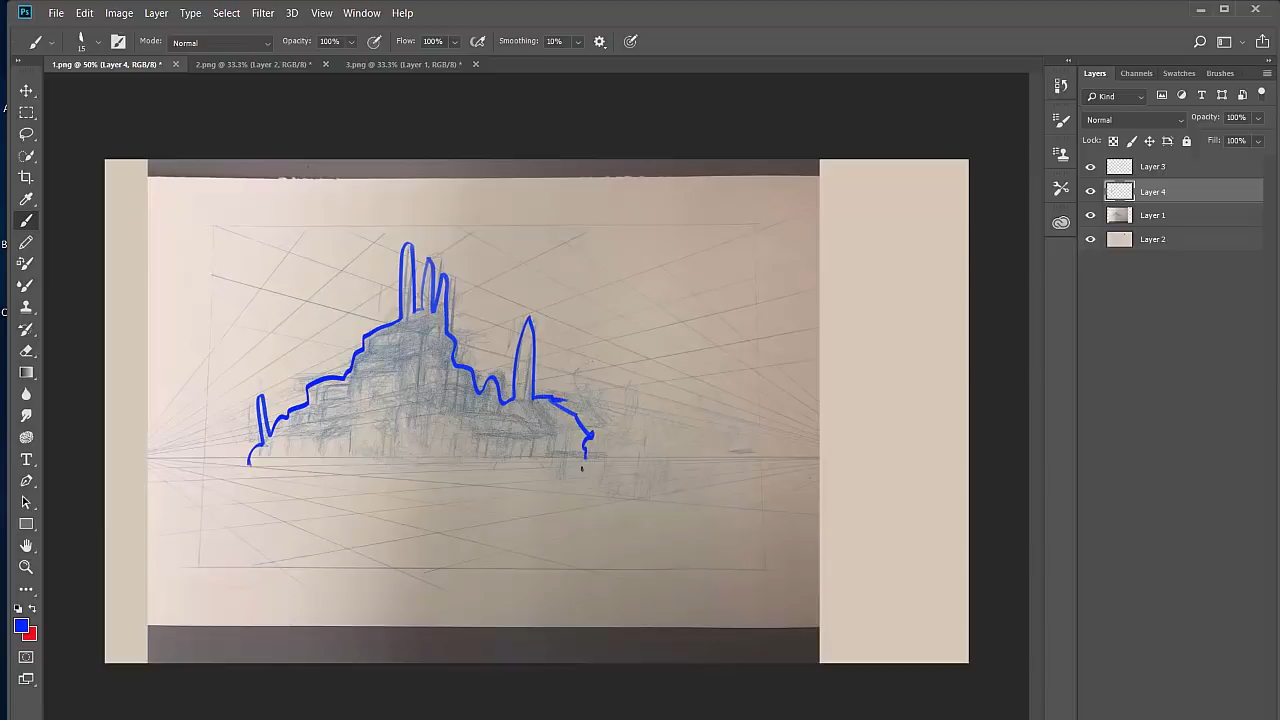 Ps File Edit Image Layer Type Select Filter 3D View Window Help
15 Mode: Normal Opacity: 100% Flow: 100% Smoothing: 10%
1.png @ 50% (Layer 4, RGB/8) * 2.png @ 33.3% (Layer 2, RGB/8) * 3.png @ 33.3% (Layer 1, RGB/8) *
Layers Channels Swatches Brushes
Kind
Normal Opacity: 100%
Lock: Fill: 100%
Layer 3
Layer 4
Layer 1
Layer 2